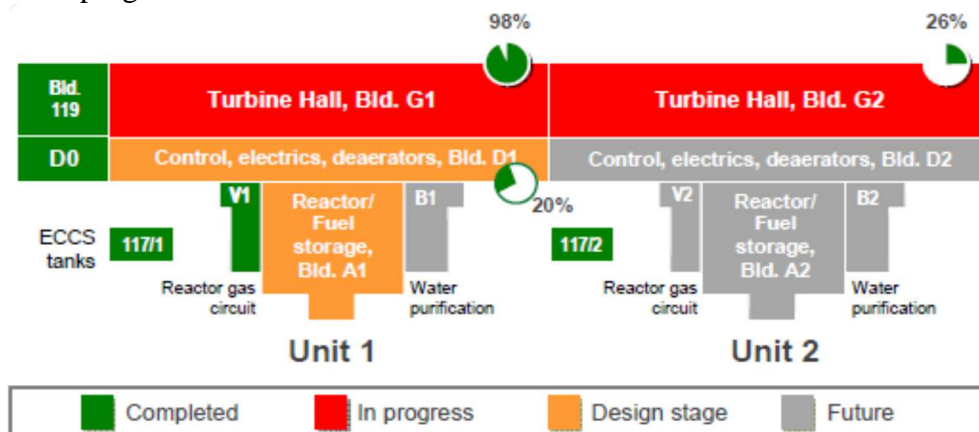 98%
26%
Bld.
119
Turbine Hall, Bld. G1
Turbine Hall, Bld. G2
D0
Control, electrics, deaerators, Bld. D1
Control, electrics, deaerators, Bld. D2
20%
ECCS
tanks
117/1
V1
Reactor/
Fuel
storage,
Bld. A1
B1
Reactor gas
circuit
Water
purification
117/2
V2
Reactor/
Fuel
storage,
Bld. A2
B2
Reactor gas
circuit
Water
purification
Unit 1
Unit 2
Completed
In progress
Design stage
Future